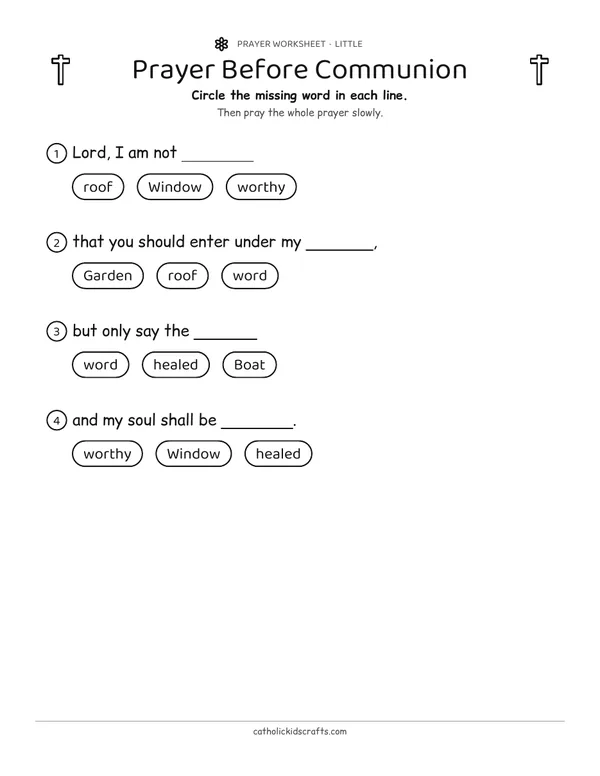 PRAYER WORKSHEET · LITTLE
Prayer Before Communion
Circle the missing word in each line.
Then pray the whole prayer slowly.
1 Lord, I am not ________
roof Window worthy
2 that you should enter under my ________,
Garden roof word
3 but only say the ________
word healed Boat
4 and my soul shall be ________.
worthy Window healed
catholickidscrafts.com